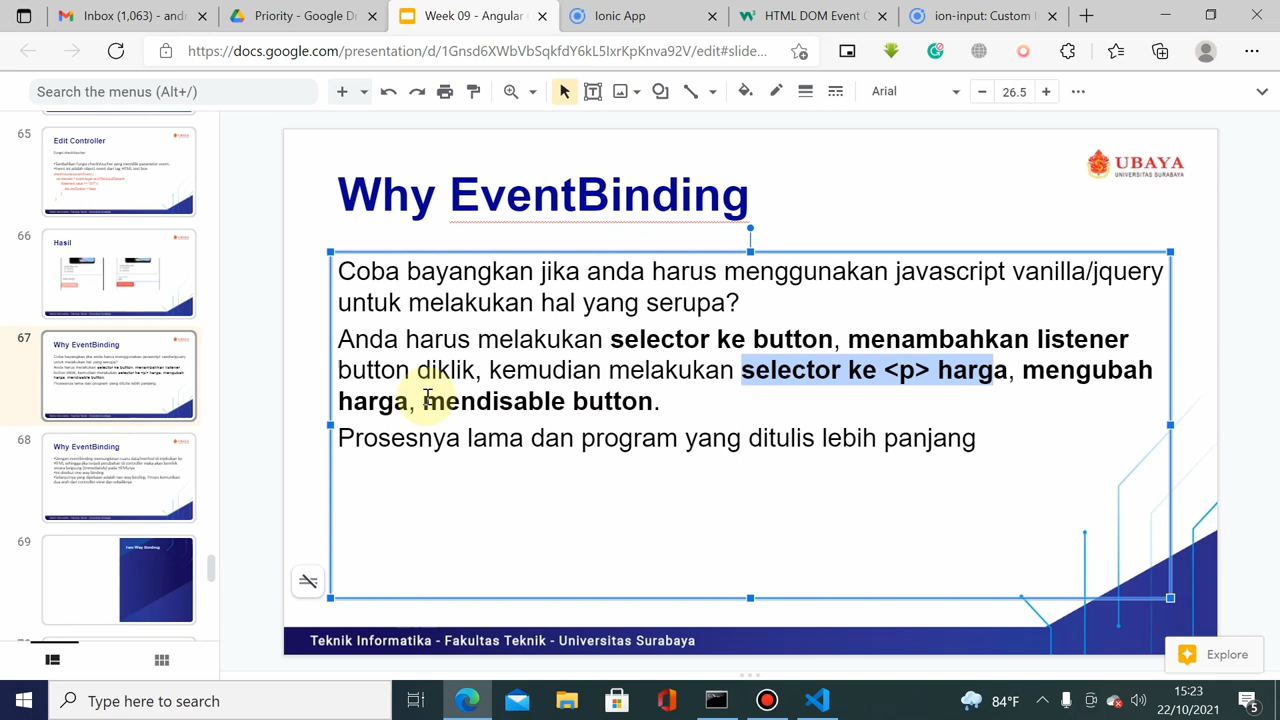 Inbox (1.063) -
Priority - Google D
Week 09 - Angular
Ionic App
HTML DOM Event
ion-input: Custom
https://docs.google.com/presentation/d/1Gnsd6XWbVbSqkfdY6kL5IxrKpKnva92V/edit#slide...
Search the menus (Alt+/)
Arial
26.5
65
Edit Controller
66
Hasil
67
Why EventBinding
68
Why EventBinding
69
Two Way Binding
UBAYA
UNIVERSITAS SURABAYA
Why EventBinding
Coba bayangkan jika anda harus menggunakan javascript vanilla/jquery
untuk melakukan hal yang serupa?
Anda harus melakukan selector ke button, menambahkan listener
button diklik, kemudian melakukan selector ke <p> harga, mengubah
harga, mendisable button.
Prosesnya lama dan program yang ditulis lebih panjang
Teknik Informatika - Fakultas Teknik - Universitas Surabaya
Explore
Type here to search
84°F
15:23
22/10/2021
5